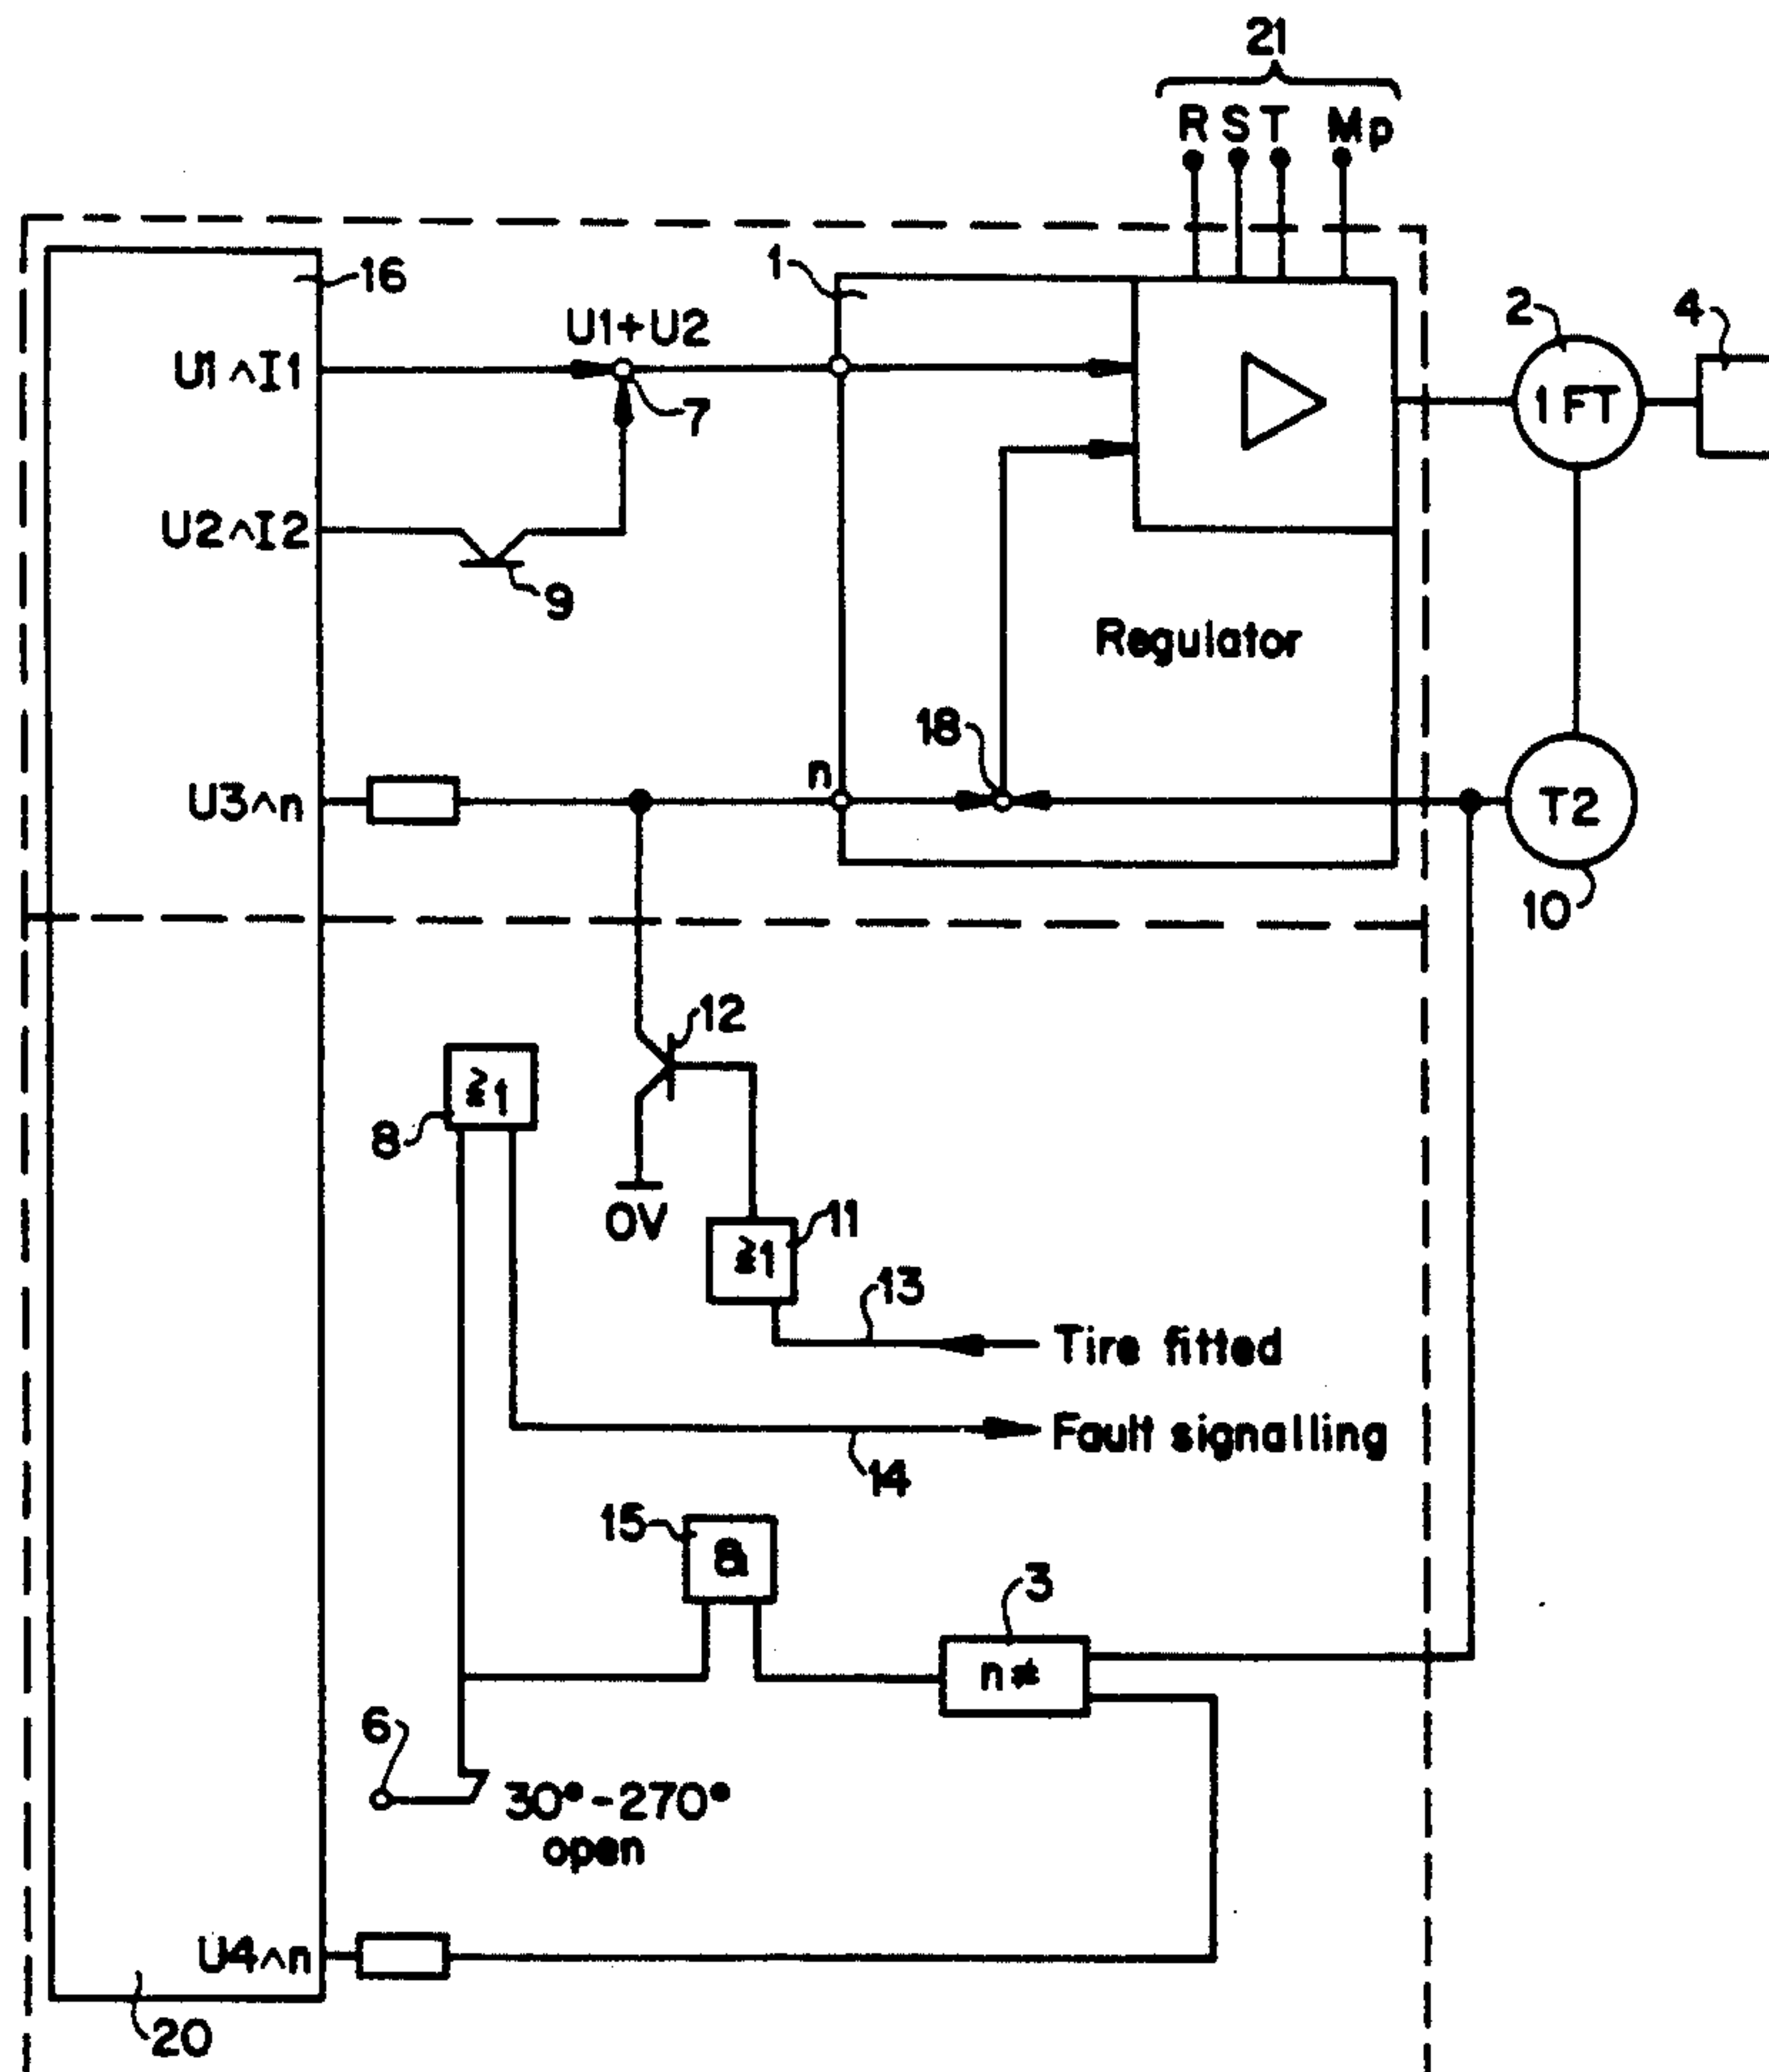 21
R S T Mp
16
1
U1+U2
2
4
U1^I1
1FT
7
U2^I2
9
Regulator
18
n
U3^n
T2
10
12
≥1
8
0V
11
≥1
13
Tire fitted
Fault signalling
14
15
&
3
n≠
6
30°-270°
open
U4^n
20